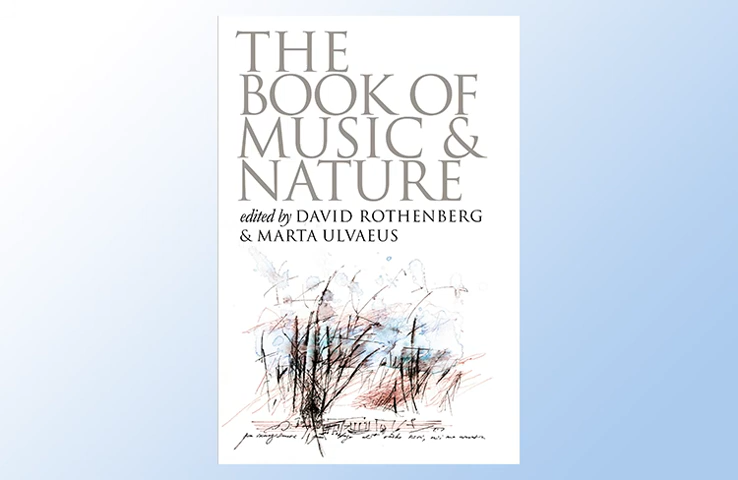 THE
BOOK OF
MUSIC &
NATURE
edited by DAVID ROTHENBERG
& MARTA ULVAEUS